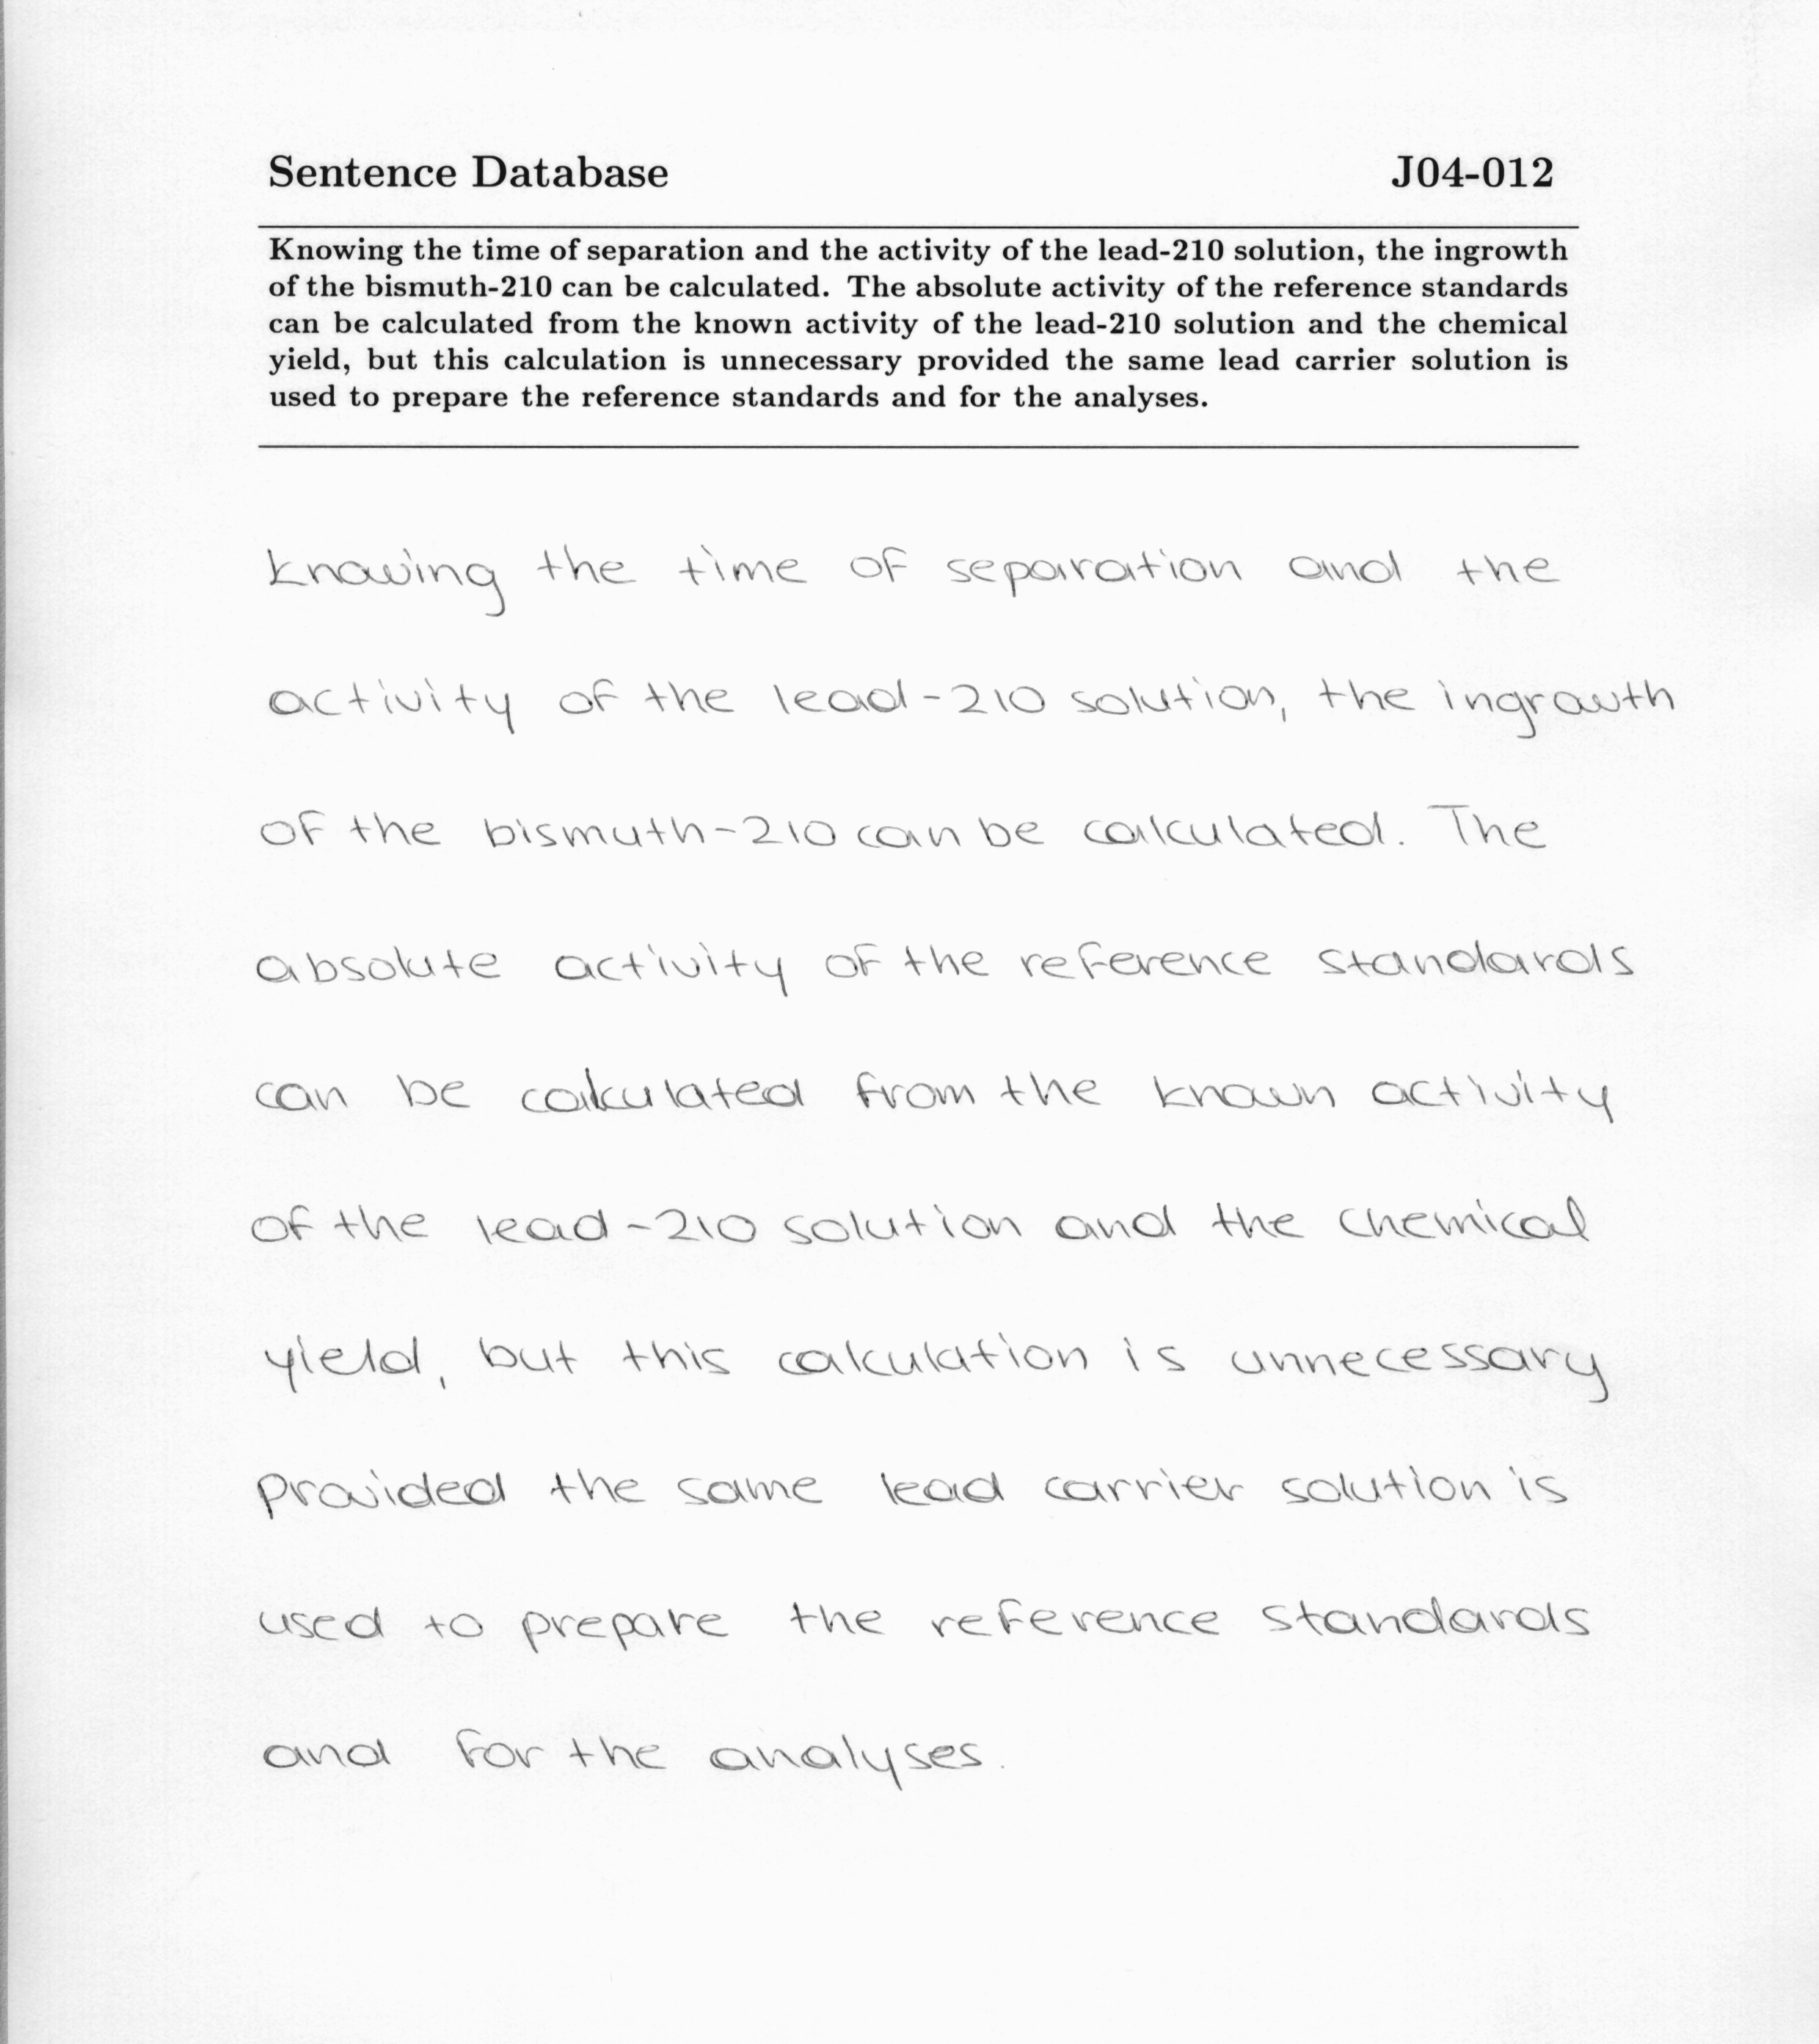 Sentence Database J04-012
Knowing the time of separation and the activity of the lead-210 solution, the ingrowth
of the bismuth-210 can be calculated. The absolute activity of the reference standards
can be calculated from the known activity of the lead-210 solution and the chemical
yield, but this calculation is unnecessary provided the same lead carrier solution is
used to prepare the reference standards and for the analyses.
Knowing the time of separation and the
activity of the lead-210 solution, the ingrowth
of the bismuth-210 can be calculated. The
absolute activity of the reference standards
can be calculated from the known activity
of the lead-210 solution and the chemical
yield, but this calculation is unnecessary
provided the same lead carrier solution is
used to prepare the reference standards
and for the analyses.